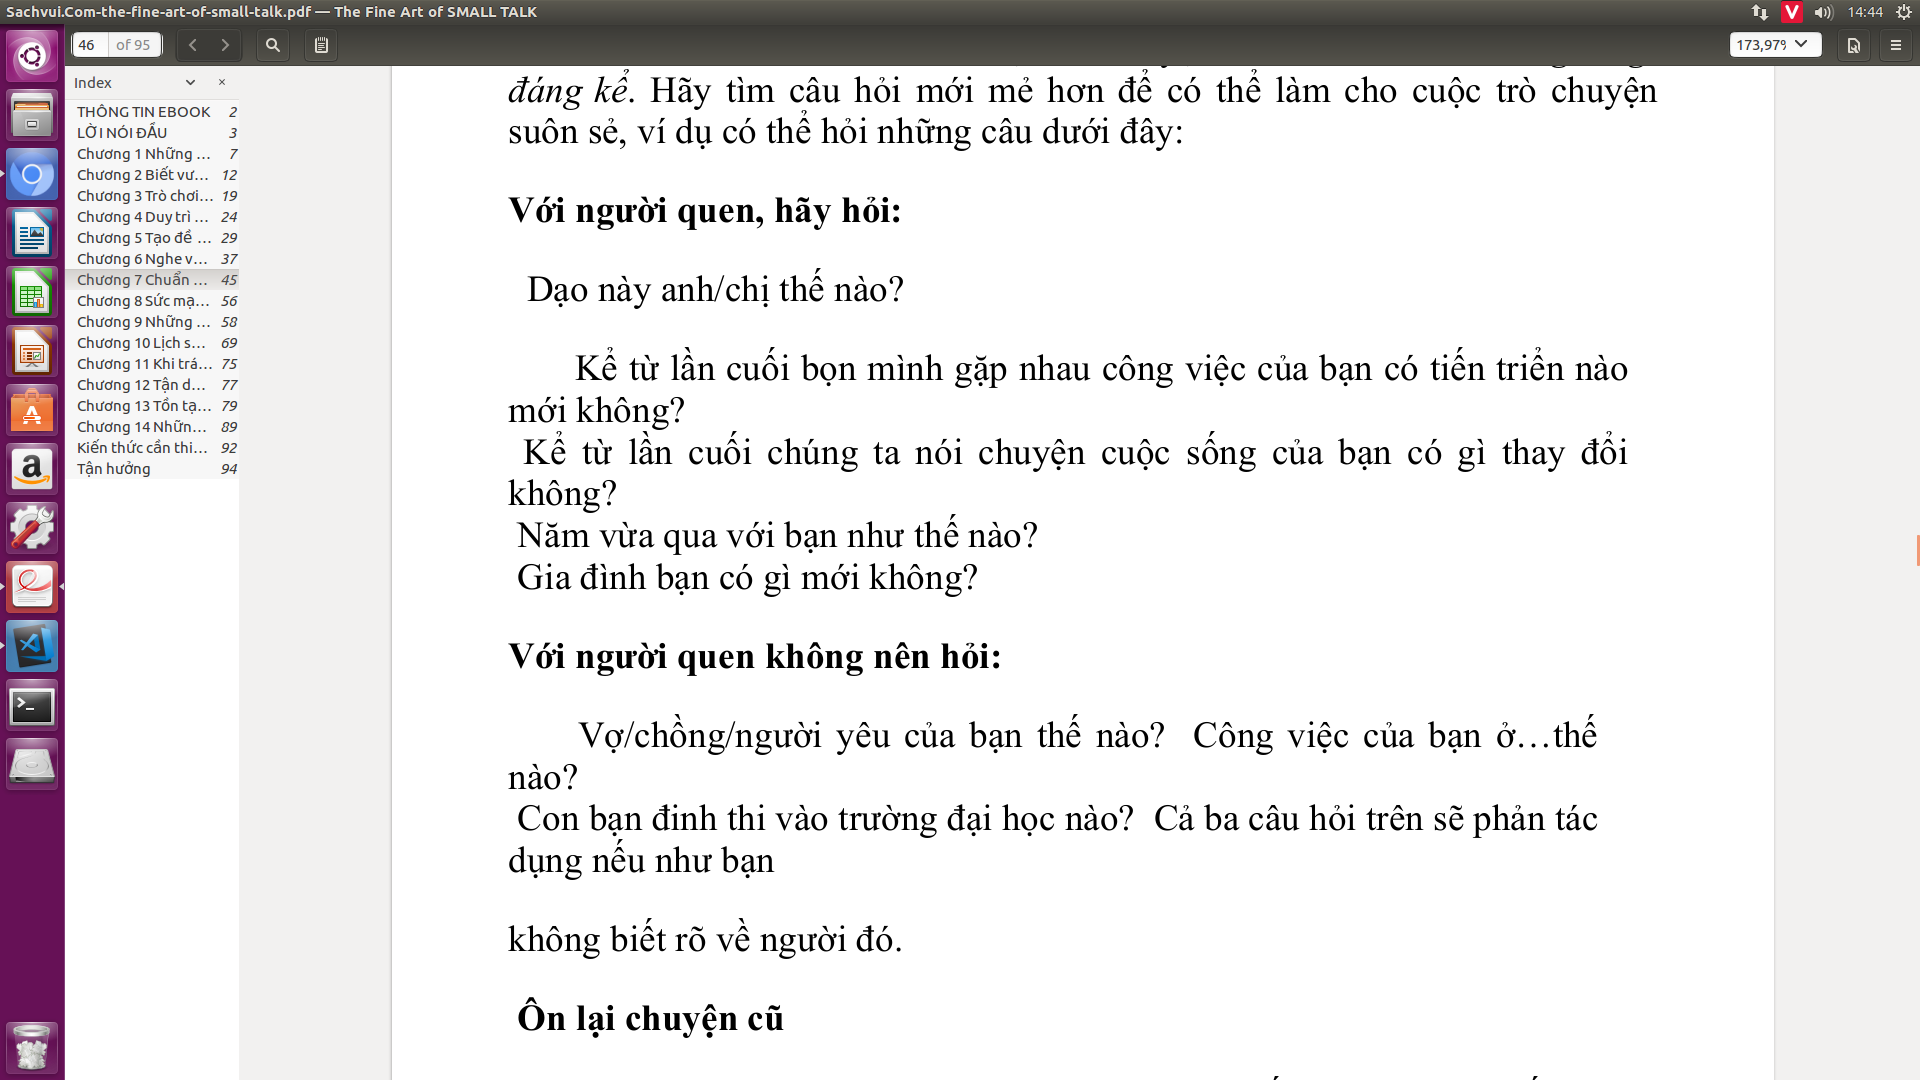 Sachvui.Com-the-fine-art-of-small-talk.pdf — The Fine Art of SMALL TALK
14:44
46 of 95
173,97%
Index
THÔNG TIN EBOOK 2
LỜI NÓI ĐẦU 3
Chương 1 Những ... 7
Chương 2 Biết vư... 12
Chương 3 Trò chơi... 19
Chương 4 Duy trì ... 24
Chương 5 Tạo đề ... 29
Chương 6 Nghe v... 37
Chương 7 Chuẩn ... 45
Chương 8 Sức mạ... 56
Chương 9 Những ... 58
Chương 10 Lịch s... 69
Chương 11 Khi trá... 75
Chương 12 Tận d... 77
Chương 13 Tồn tạ... 79
Chương 14 Nhữn... 89
Kiến thức cần thi... 92
Tận hưởng 94
đáng kể. Hãy tìm câu hỏi mới mẻ hơn để có thể làm cho cuộc trò chuyện
suôn sẻ, ví dụ có thể hỏi những câu dưới đây:
Với người quen, hãy hỏi:
Dạo này anh/chị thế nào?
Kể từ lần cuối bọn mình gặp nhau công việc của bạn có tiến triển nào
mới không?
Kể từ lần cuối chúng ta nói chuyện cuộc sống của bạn có gì thay đổi
không?
Năm vừa qua với bạn như thế nào?
Gia đình bạn có gì mới không?
Với người quen không nên hỏi:
Vợ/chồng/người yêu của bạn thế nào? Công việc của bạn ở…thế
nào?
Con bạn đinh thi vào trường đại học nào? Cả ba câu hỏi trên sẽ phản tác
dụng nếu như bạn
không biết rõ về người đó.
Ôn lại chuyện cũ